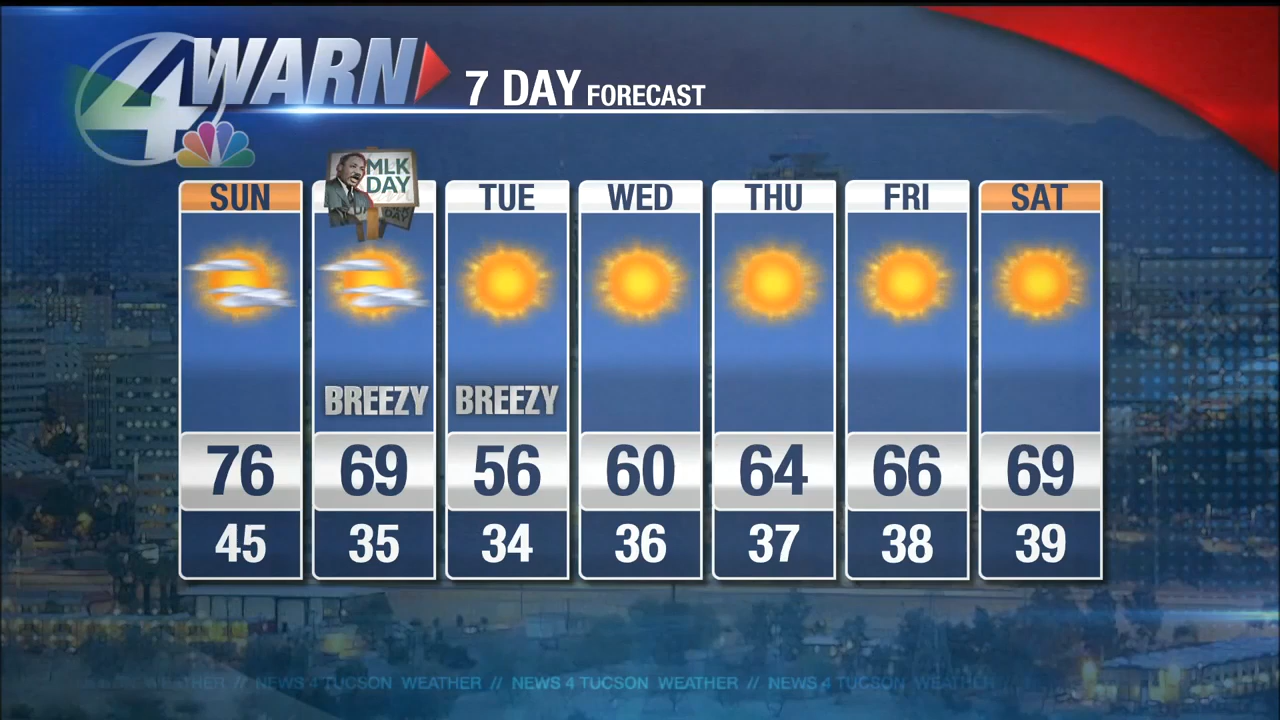 4WARN
7 DAY FORECAST
MLK
DAY
SUN TUE WED THU FRI SAT
BREEZY BREEZY
76 69 56 60 64 66 69
45 35 34 36 37 38 39
WEATHER // NEWS 4 TUCSON WEATHER // NEWS 4 TUCSON WEATHER // NEWS 4 TUCSON WEATHER